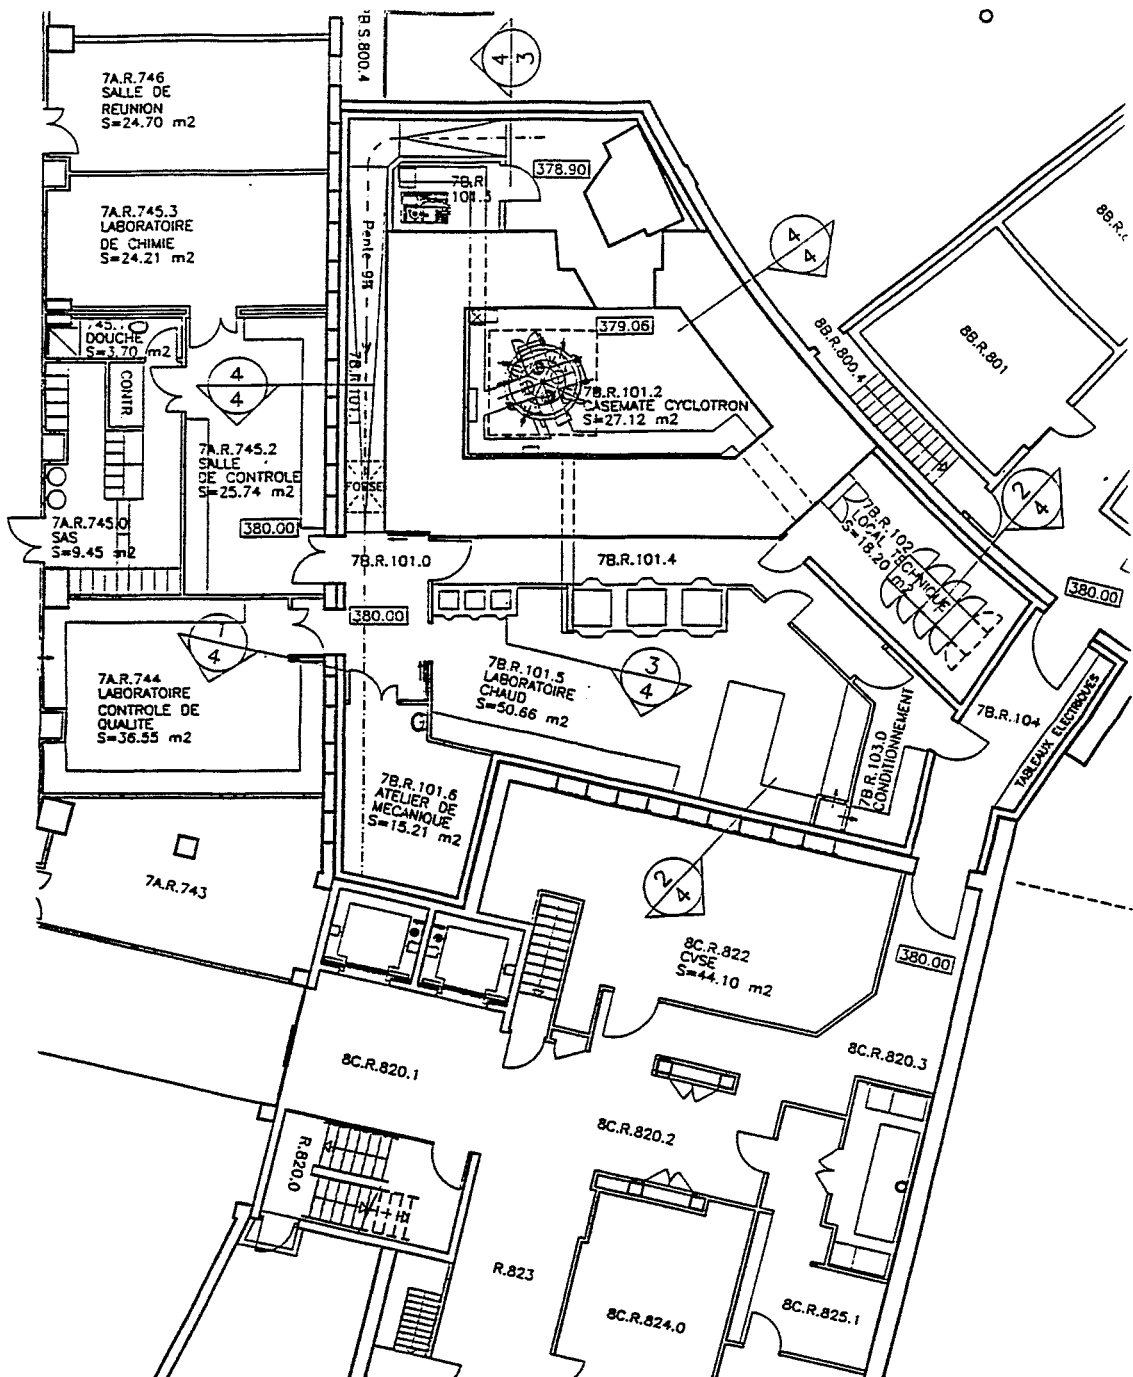 7B.S.800.4
4
3
7A.R.746
SALLE DE
REUNION
S=24.70 m2
378.90
7B.R
101.3
7A.R.745.3
LABORATOIRE
DE CHIMIE
S=24.21 m2
Pente 9%
4
4
8B.R.800.4
8B.R.801
379.06
745.1
DOUCHE
S=3.70 m2
CONTR.
4
4
7B.R.101.2
CASEMATE CYCLOTRON
S=27.12 m2
7B.R.101.1
7A.R.745.2
SALLE
DE CONTROLE
S=25.74 m2
FOSSE
2
4
7A.R.745.0
SAS
S=9.45 m2
380.00
7B.R.102
LOCAL TECHNIQUE
S=18.20 m2
7B.R.101.0
7B.R.101.4
380.00
380.00
1
4
7B.R.101.5
LABORATOIRE
CHAUD
S=50.66 m2
3
4
7A.R.744
LABORATOIRE
CONTROLE DE
QUALITE
S=36.55 m2
G
7B.R.104
TABLEAUX ELECTRIQUES
7B.R.103.0
CONDITIONNEMENT
7B.R.101.6
ATELIER DE
MECANIQUE
S=15.21 m2
2
4
7A.R.743
8C.R.822
CVSE
S=44.10 m2
380.00
8C.R.820.1
8C.R.820.3
8C.R.820.2
R.820.0
R.823
8C.R.824.0
8C.R.825.1